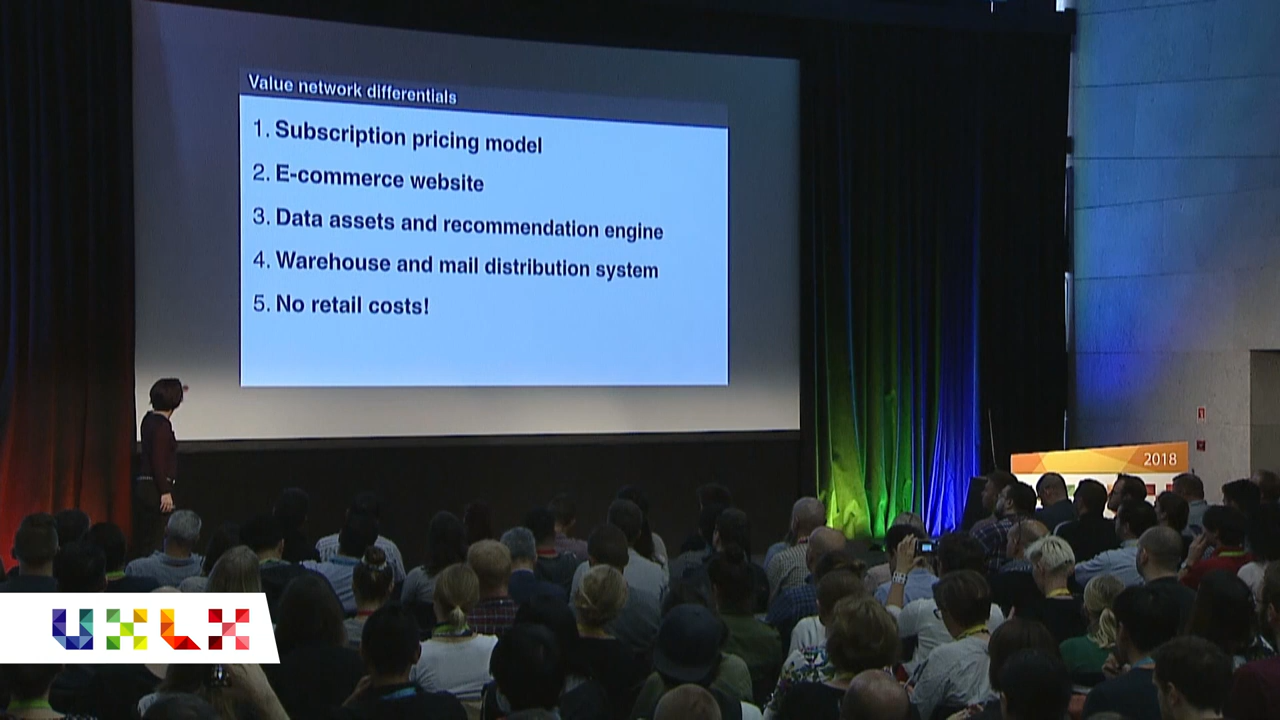 Value network differentials
1. Subscription pricing model
2. E-commerce website
3. Data assets and recommendation engine
4. Warehouse and mail distribution system
5. No retail costs!
2018
UXLX